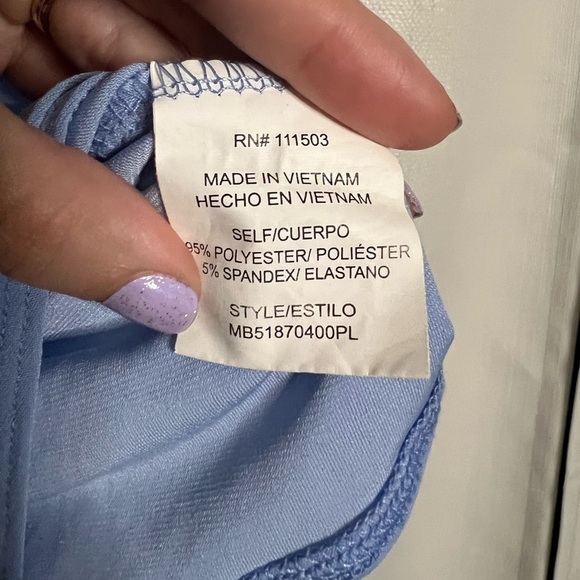 RN# 111503
MADE IN VIETNAM
HECHO EN VIETNAM
SELF/CUERPO
95% POLYESTER/ POLIÉSTER
5% SPANDEX/ ELASTANO
STYLE/ESTILO
MB51870400PL